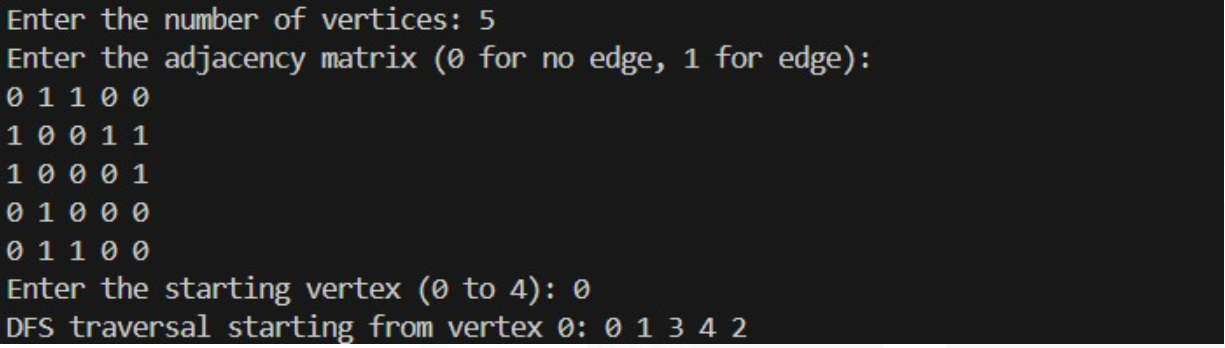 Enter the number of vertices: 5
Enter the adjacency matrix (0 for no edge, 1 for edge):
0 1 1 0 0
1 0 0 1 1
1 0 0 0 1
0 1 0 0 0
0 1 1 0 0
Enter the starting vertex (0 to 4): 0
DFS traversal starting from vertex 0: 0 1 3 4 2